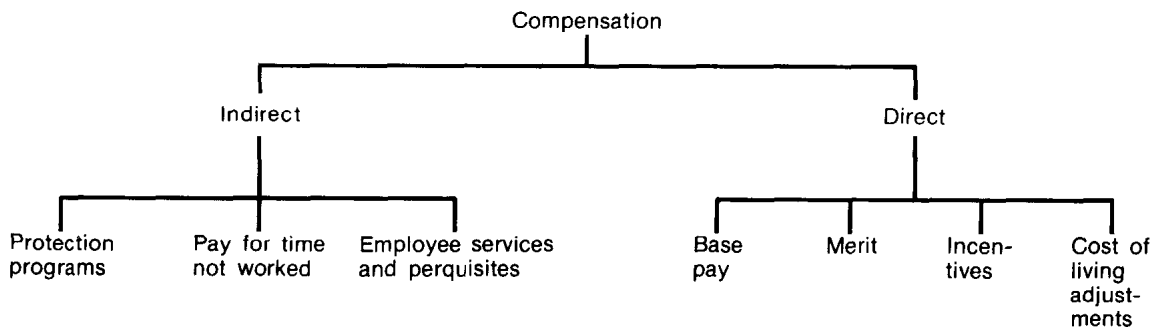 Compensation
Indirect
Direct
Protection
programs
Pay for time
not worked
Employee services
and perquisites
Base
pay
Merit
Incen-
tives
Cost of
living
adjust-
ments